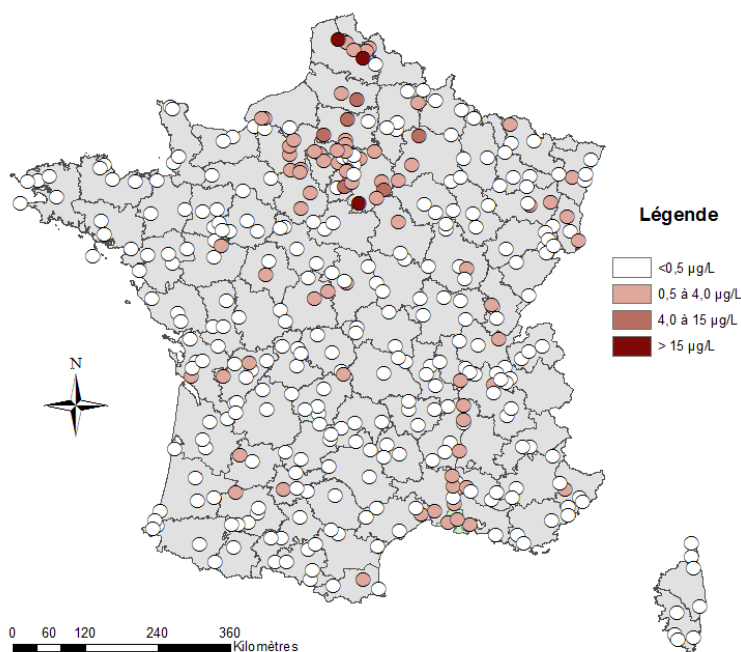 Légende
<0,5 µg/L
0,5 à 4,0 µg/L
4,0 à 15 µg/L
> 15 µg/L
N
0 60 120 240 360
Kilomètres